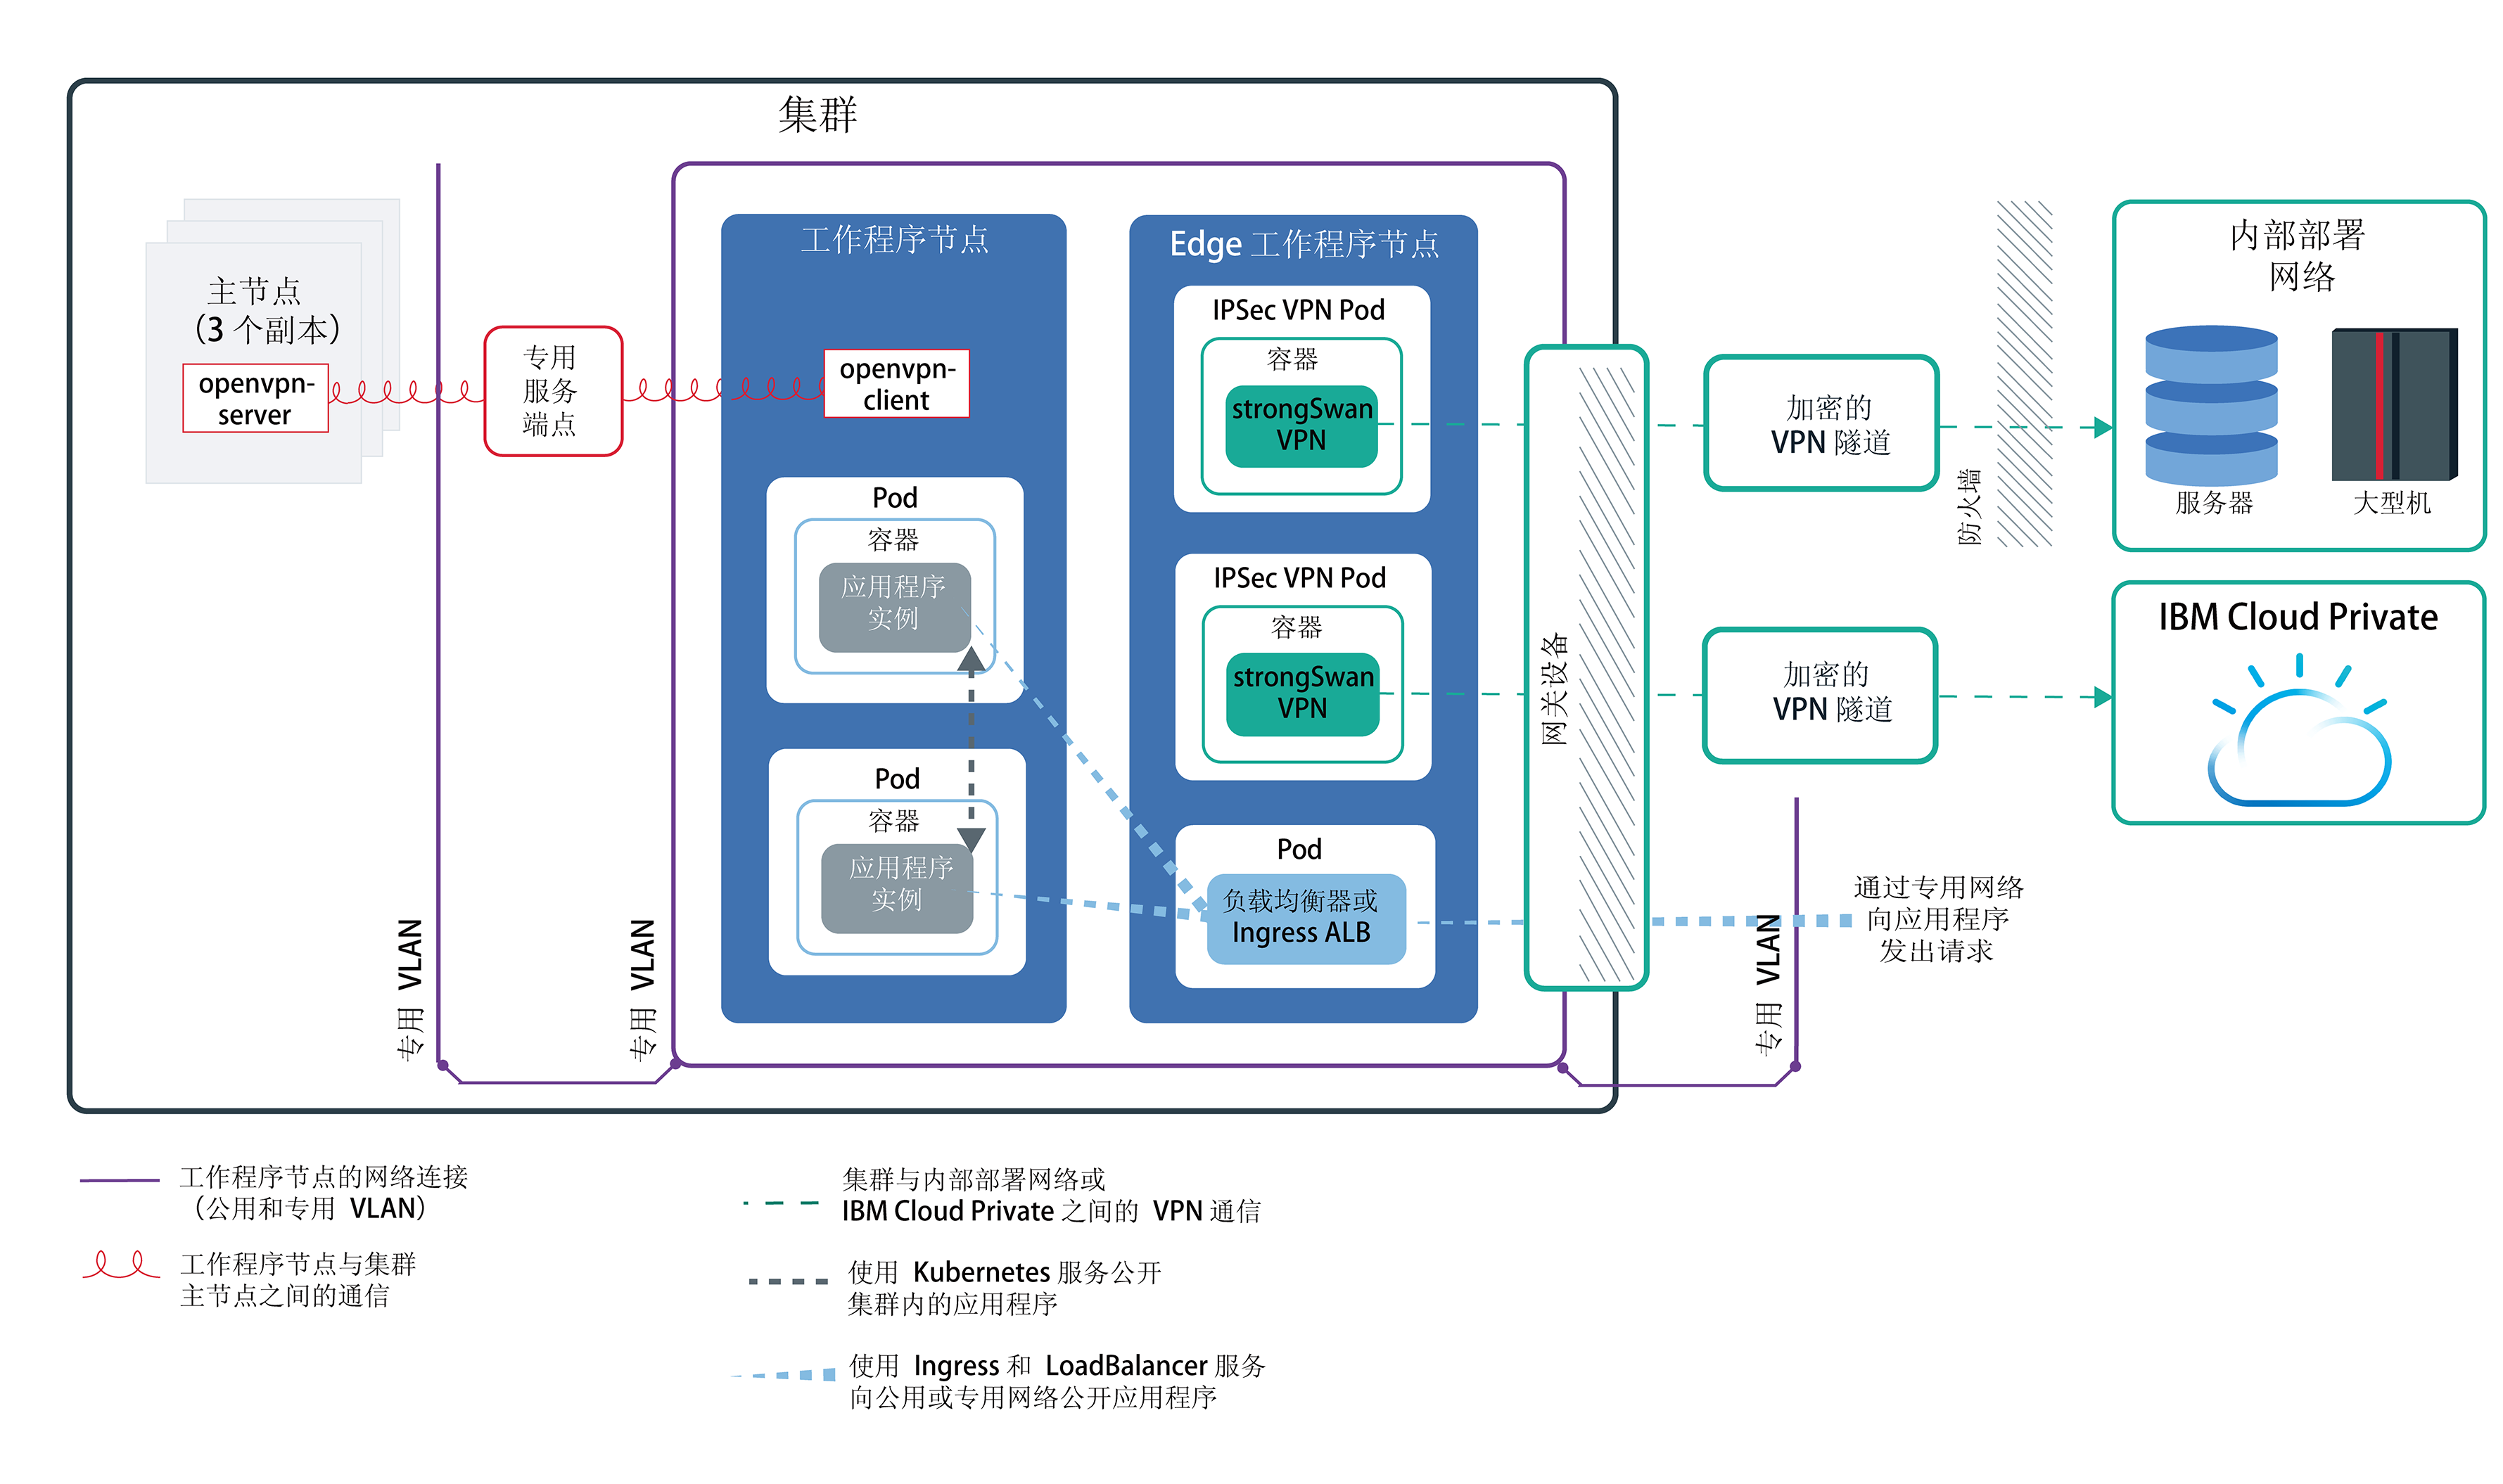 集群
主节点
（3 个副本）
openvpn-
server
专用
服务
端点
工作程序节点
openvpn-
client
Pod
容器
应用程序
实例
Pod
容器
应用程序
实例
Edge 工作程序节点
IPSec VPN Pod
容器
strongSwan
VPN
IPSec VPN Pod
容器
strongSwan
VPN
Pod
负载均衡器或
Ingress ALB
网关设备
加密的
VPN 隧道
加密的
VPN 隧道
防火墙
内部部署
网络
服务器
大型机
IBM Cloud Private
通过专用网络
向应用程序
发出请求
专用 VLAN
专用 VLAN
专用 VLAN
工作程序节点的网络连接
（公用和专用 VLAN）
工作程序节点与集群
主节点之间的通信
集群与内部部署网络或
IBM Cloud Private 之间的 VPN 通信
使用 Kubernetes 服务公开
集群内的应用程序
使用 Ingress 和 LoadBalancer 服务
向公用或专用网络公开应用程序